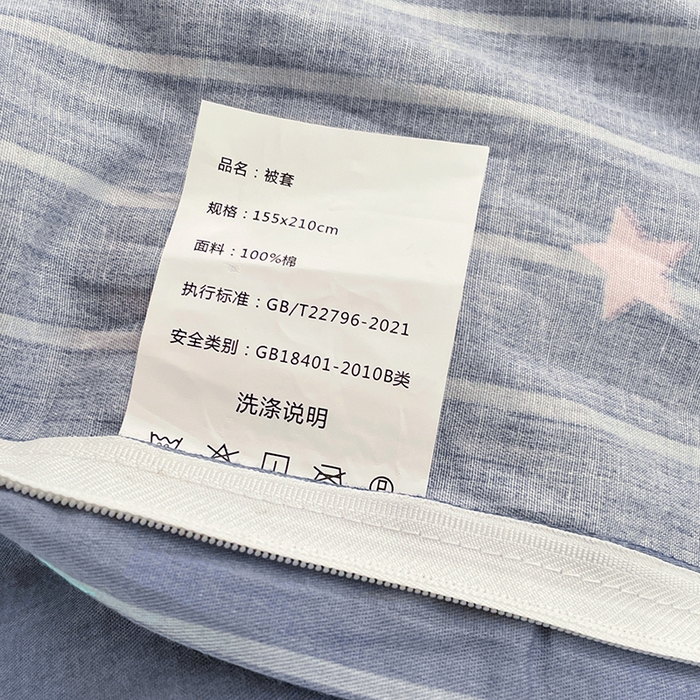 品名：被套
规格：155x210cm
面料：100%棉
执行标准：GB/T22796-2021
安全类别：GB18401-2010B类
洗涤说明